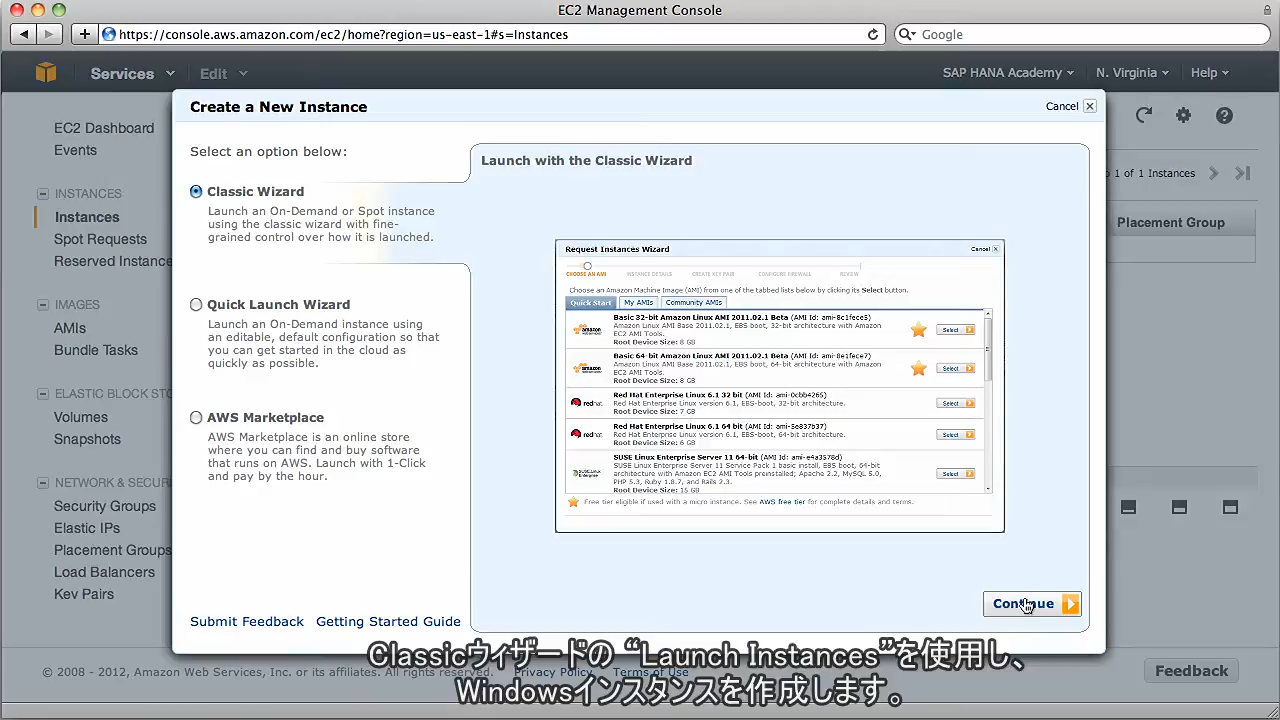 EC2 Management Console
https://console.aws.amazon.com/ec2/home?region=us-east-1#s=Instances
Google
Services
Edit
SAP HANA Academy
N. Virginia
Help
Create a New Instance
Cancel
EC2 Dashboard
Events
INSTANCES
Instances
Spot Requests
Reserved Instance
IMAGES
AMIs
Bundle Tasks
ELASTIC BLOCK STO
Volumes
Snapshots
NETWORK & SECUR
Security Groups
Elastic IPs
Placement Groups
Load Balancers
Key Pairs
Select an option below:
Classic Wizard
Launch an On-Demand or Spot instance
using the classic wizard with fine-
grained control over how it is launched.
Quick Launch Wizard
Launch an On-Demand instance using
an editable, default configuration so that
you can get started in the cloud as
quickly as possible.
AWS Marketplace
AWS Marketplace is an online store
where you can find and buy software
that runs on AWS. Launch with 1-Click
and pay by the hour.
Submit Feedback
Getting Started Guide
Launch with the Classic Wizard
Request Instances Wizard
Cancel
CHOOSE AN AMI
INSTANCE DETAILS
CREATE KEY PAIR
CONFIGURE FIREWALL
REVIEW
Choose an Amazon Machine Image (AMI) from one of the tabbed lists below by clicking its Select button.
Quick Start
My AMIs
Community AMIs
Basic 32-bit Amazon Linux AMI 2011.02.1 Beta (AMI Id: ami-8c1fece5)
Amazon Linux AMI Base 2011.02.1, EBS boot, 32-bit architecture with Amazon
EC2 AMI Tools.
Root Device Size: 8 GB
Select
Basic 64-bit Amazon Linux AMI 2011.02.1 Beta (AMI Id: ami-8e1fece7)
Amazon Linux AMI Base 2011.02.1, EBS boot, 64-bit architecture with Amazon
EC2 AMI Tools.
Root Device Size: 8 GB
Select
Red Hat Enterprise Linux 6.1 32 bit (AMI Id: ami-0cbb4265)
Red Hat Enterprise Linux version 6.1, EBS-boot, 32-bit architecture.
Root Device Size: 7 GB
Select
Red Hat Enterprise Linux 6.1 64 bit (AMI Id: ami-5e837b37)
Red Hat Enterprise Linux version 6.1, EBS-boot, 64-bit architecture.
Root Device Size: 6 GB
Select
SUSE Linux Enterprise Server 11 64-bit (AMI Id: ami-e4a3578d)
SUSE Linux Enterprise Server 11 Service Pack 1 basic install, EBS boot, 64-bit
architecture with Amazon EC2 AMI Tools preinstalled; Apache 2.2, MySQL 5.0,
PHP 5.3, Ruby 1.8.7, and Rails 2.3.
Root Device Size: 15 GB
Select
Free tier eligible if used with a micro instance. See AWS free tier for complete details and terms.
Continue
1 of 1 Instances
Placement Group
© 2008 - 2012, Amazon Web Services, Inc. or its affiliates. All rights reserved.
Privacy Policy
Terms of Use
Feedback
Classicウィザードの “Launch Instances”を使用し、
Windowsインスタンスを作成します。